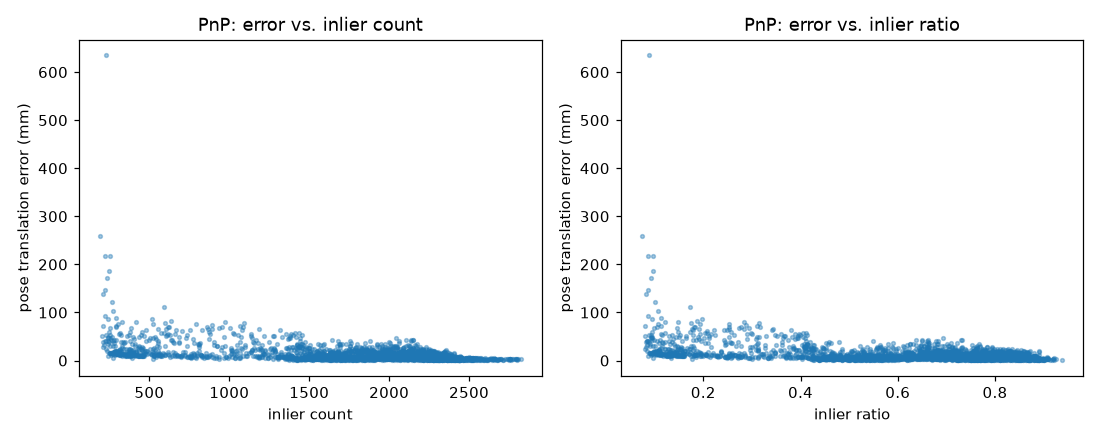 PnP: error vs. inlier count
pose translation error (mm)
600
500
400
300
200
100
0
500 1000 1500 2000 2500
inlier count
PnP: error vs. inlier ratio
pose translation error (mm)
600
500
400
300
200
100
0
0.2 0.4 0.6 0.8
inlier ratio